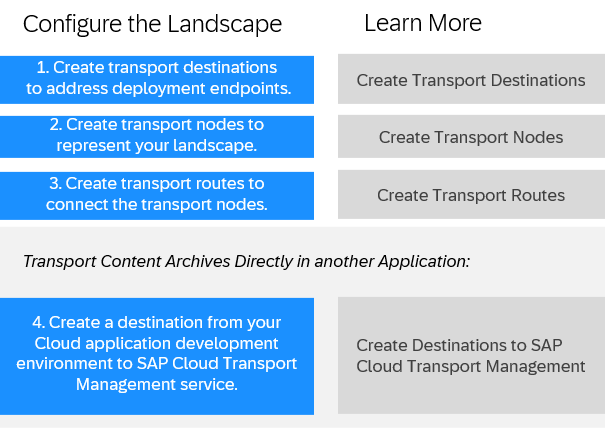 Configure the Landscape
Learn More
1. Create transport destinations
to address deployment endpoints.
Create Transport Destinations
2. Create transport nodes to
represent your landscape.
Create Transport Nodes
3. Create transport routes to
connect the transport nodes.
Create Transport Routes
Transport Content Archives Directly in another Application:
4. Create a destination from your
Cloud application development
environment to SAP Cloud Transport
Management service.
Create Destinations to SAP
Cloud Transport Management